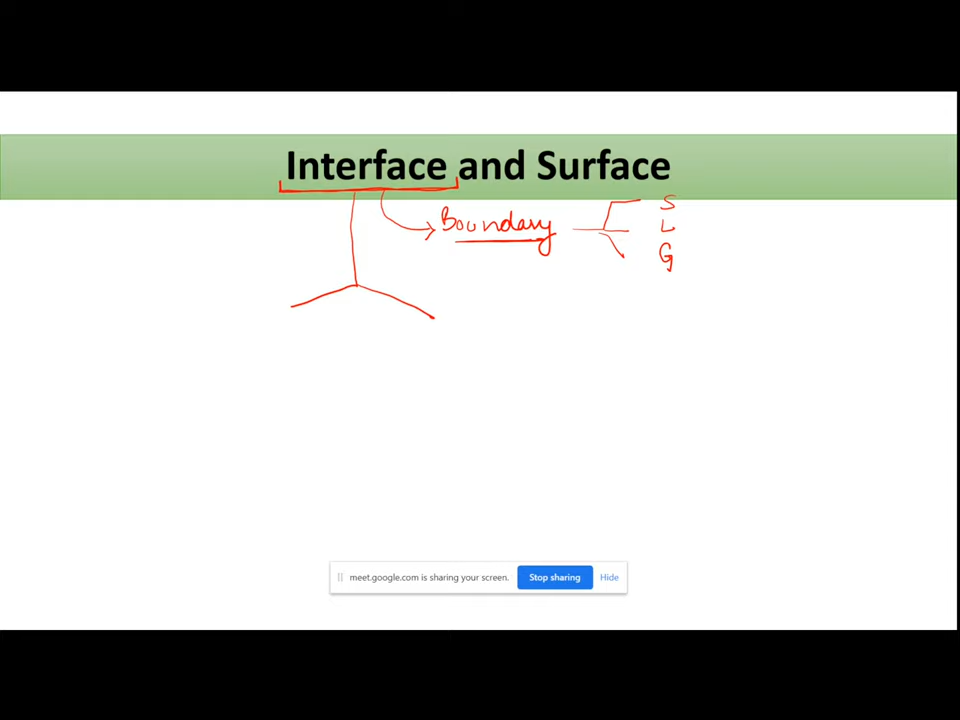 Interface and Surface
Boundary
S
L
G
meet.google.com is sharing your screen. Stop sharing Hide